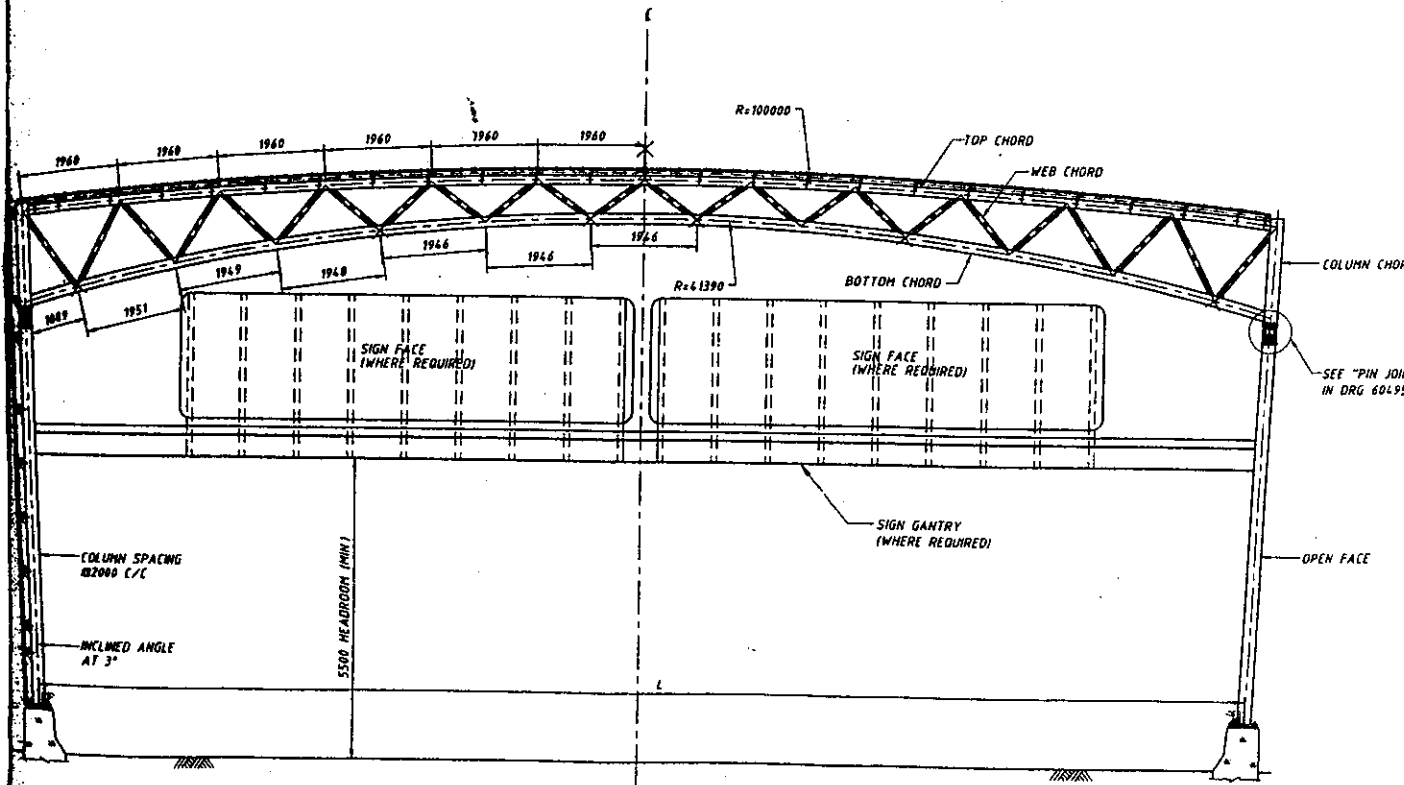 R=100000
TOP CHORD
WEB CHORD
1960
1960
1960
1960
1960
1960
1946
1946
1946
1948
1949
1951
R=41390
BOTTOM CHORD
COLUMN CHOR
SIGN FACE
(WHERE REQUIRED)
SIGN FACE
(WHERE REQUIRED)
SEE "PIN JOI
IN DRG 6049
SIGN GANTRY
(WHERE REQUIRED)
COLUMN SPACING
2000 C/C
OPEN FACE
5500 HEADROOM (MIN)
INCLINED ANGLE
AT 3°
L